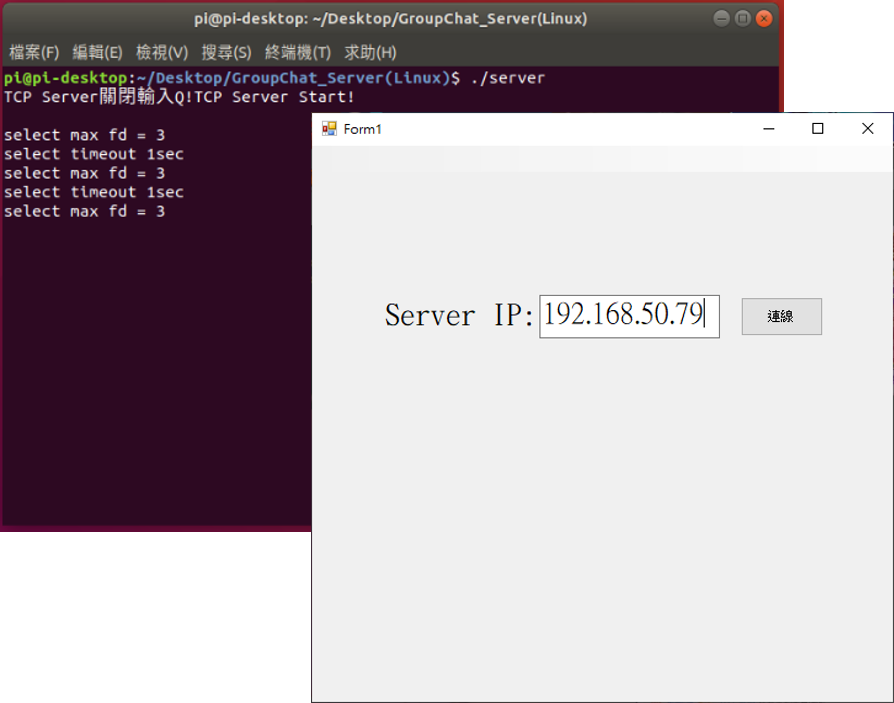 pi@pi-desktop: ~/Desktop/GroupChat_Server(Linux)
檔案(F) 編輯(E) 檢視(V) 搜尋(S) 終端機(T) 求助(H)
pi@pi-desktop:~/Desktop/GroupChat_Server(Linux)$ ./server
TCP Server關閉輸入Q!TCP Server Start!
select max fd = 3
select timeout 1sec
select max fd = 3
select timeout 1sec
select max fd = 3
Form1
Server IP: 192.168.50.79 連線